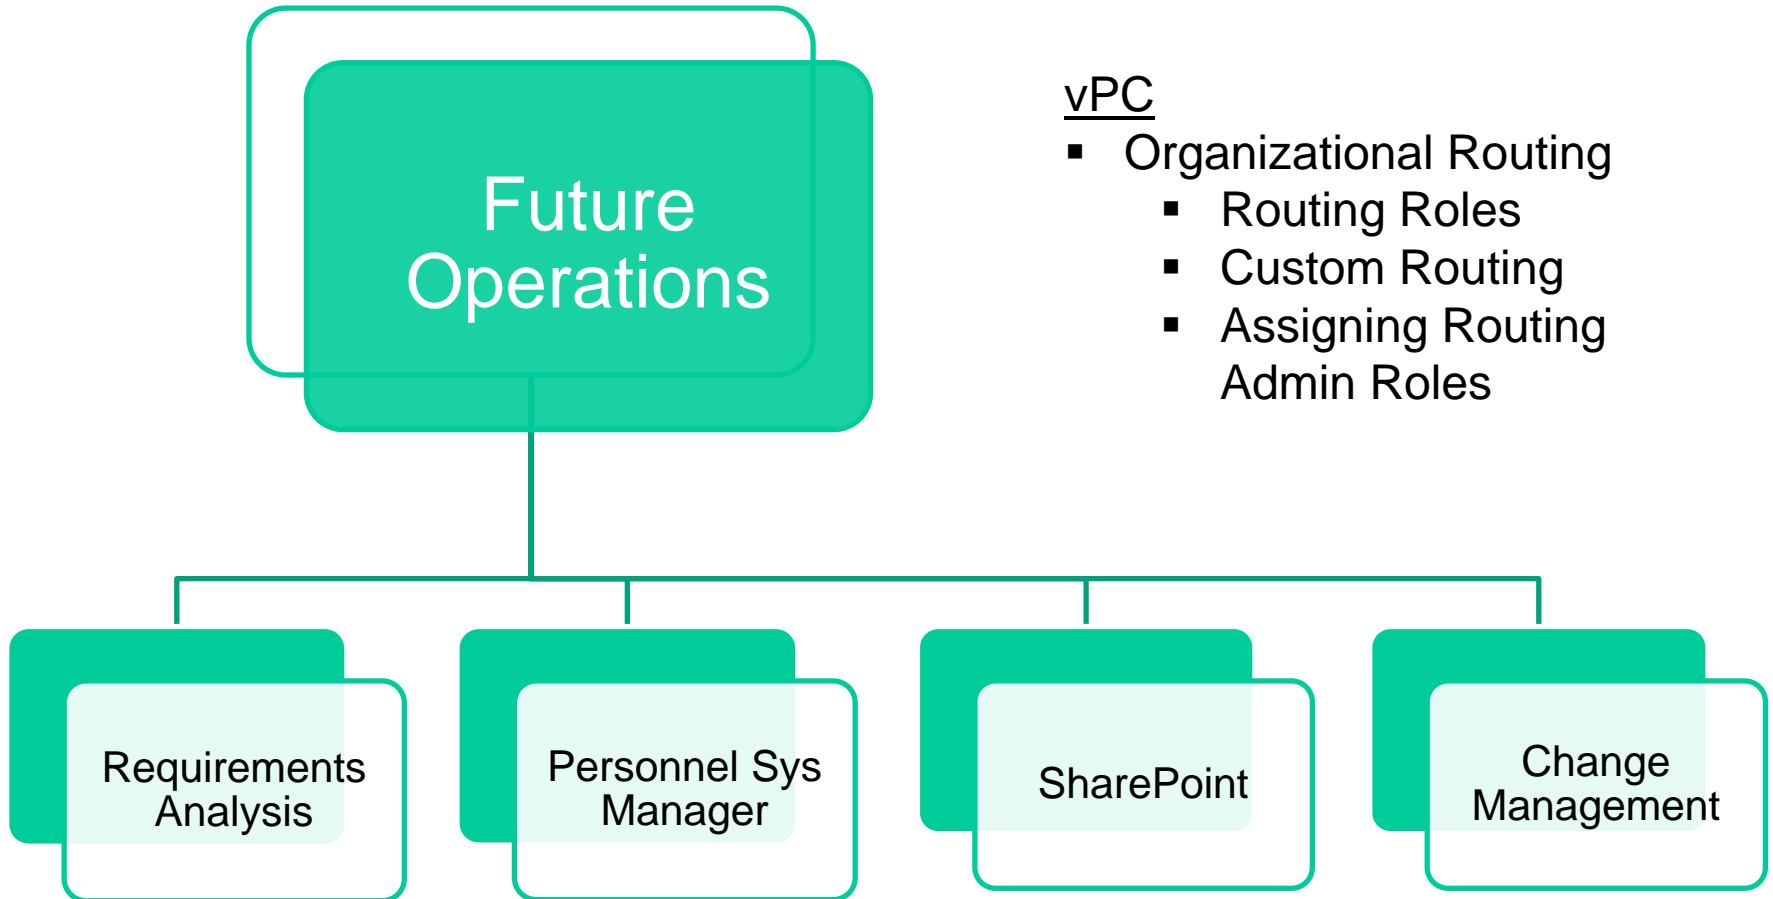 Future
Operations
vPC
▪ Organizational Routing
▪ Routing Roles
▪ Custom Routing
▪ Assigning Routing
Admin Roles
Requirements
Analysis
Personnel Sys
Manager
SharePoint
Change
Management